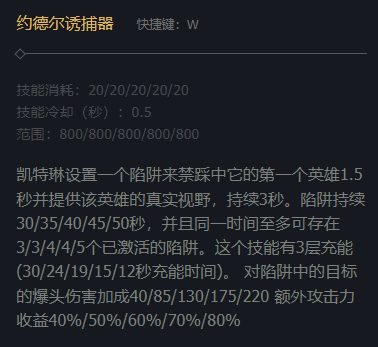 约德尔诱捕器 快捷键：W
技能消耗：20/20/20/20/20
技能冷却（秒）：0.5
范围：800/800/800/800/800
凯特琳设置一个陷阱来禁踩中它的第一个英雄1.5
秒并提供该英雄的真实视野，持续3秒。陷阱持续
30/35/40/45/50秒，并且同一时间至多可存在
3/3/4/4/5个已激活的陷阱。这个技能有3层充能
(30/24/19/15/12秒充能时间)。 对陷阱中的目标
的爆头伤害加成40/85/130/175/220 额外攻击力
收益40%/50%/60%/70%/80%